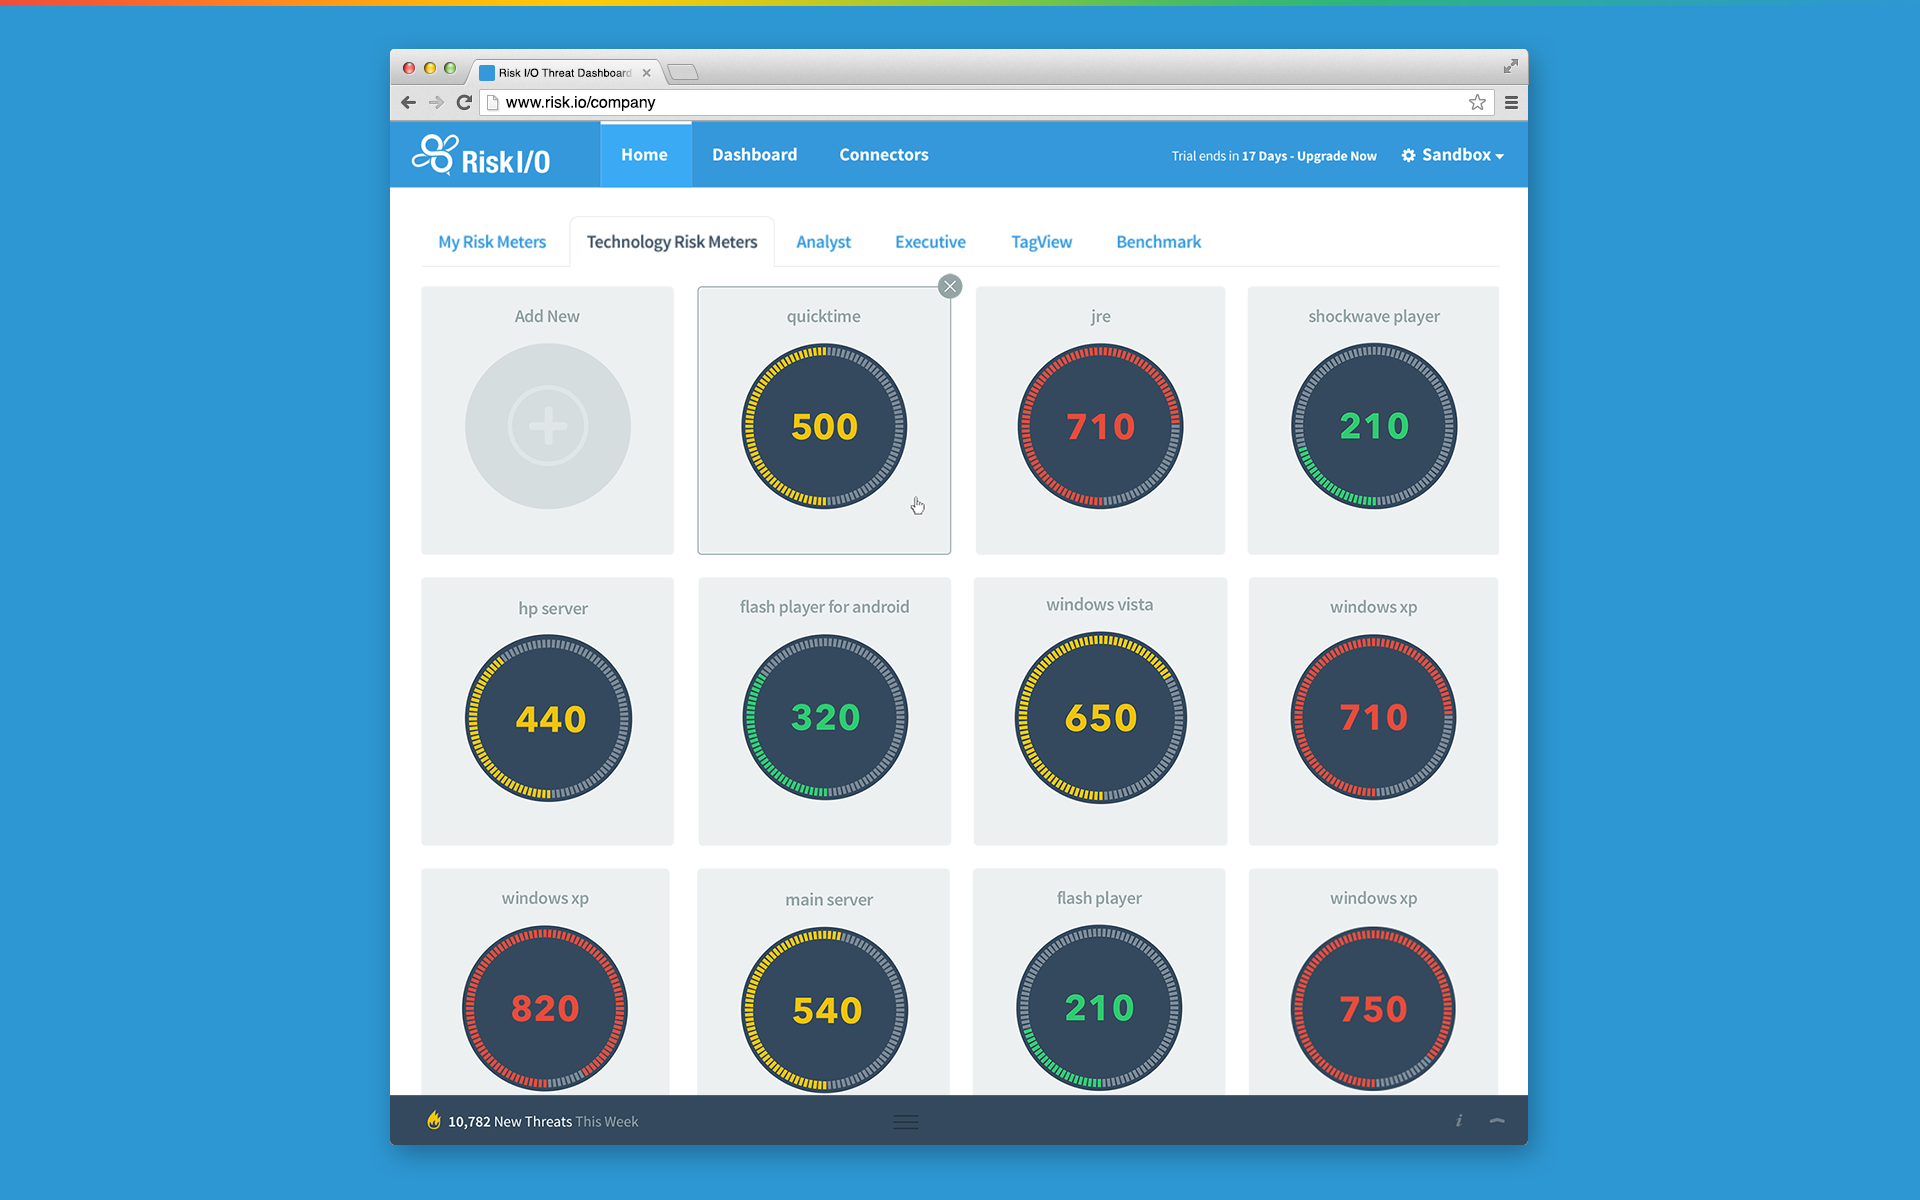 Risk I/O Threat Dashboard
www.risk.io/company
Risk I/O
Home
Dashboard
Connectors
Trial ends in 17 Days - Upgrade Now
Sandbox
My Risk Meters
Technology Risk Meters
Analyst
Executive
TagView
Benchmark
Add New
quicktime
jre
shockwave player
500
710
210
hp server
flash player for android
windows vista
windows xp
440
320
650
710
windows xp
main server
flash player
windows xp
820
540
210
750
10,782 New Threats This Week
i